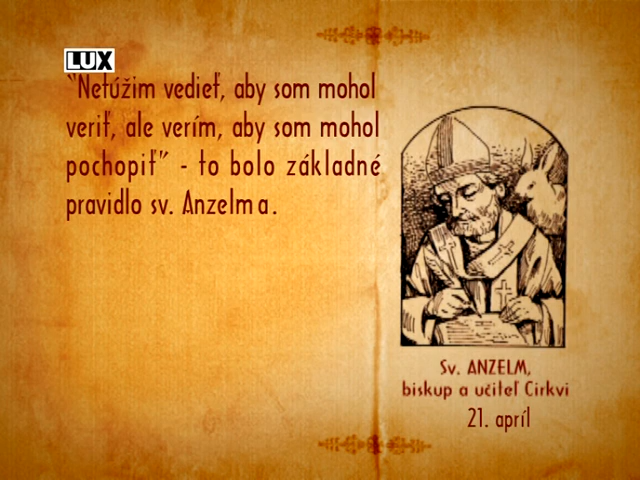 LUX
"Netúžim vedieť, aby som mohol
veriť, ale verím, aby som mohol
pochopiť" - to bolo základné
pravidlo sv. Anzelma.
Sv. ANZELM,
biskup a učiteľ Cirkvi
21. apríl